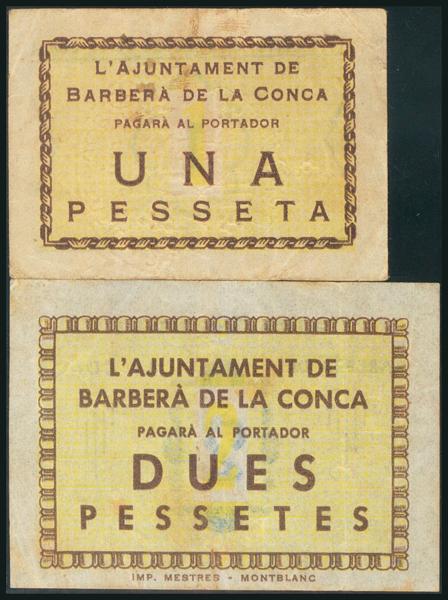 L'AJUNTAMENT DE
BARBERÀ DE LA CONCA
PAGARÀ AL PORTADOR
UNA
PESSETA
L'AJUNTAMENT DE
BARBERÀ DE LA CONCA
PAGARÀ AL PORTADOR
DUES
PESSETES
IMP. MESTRES - MONTBLANC